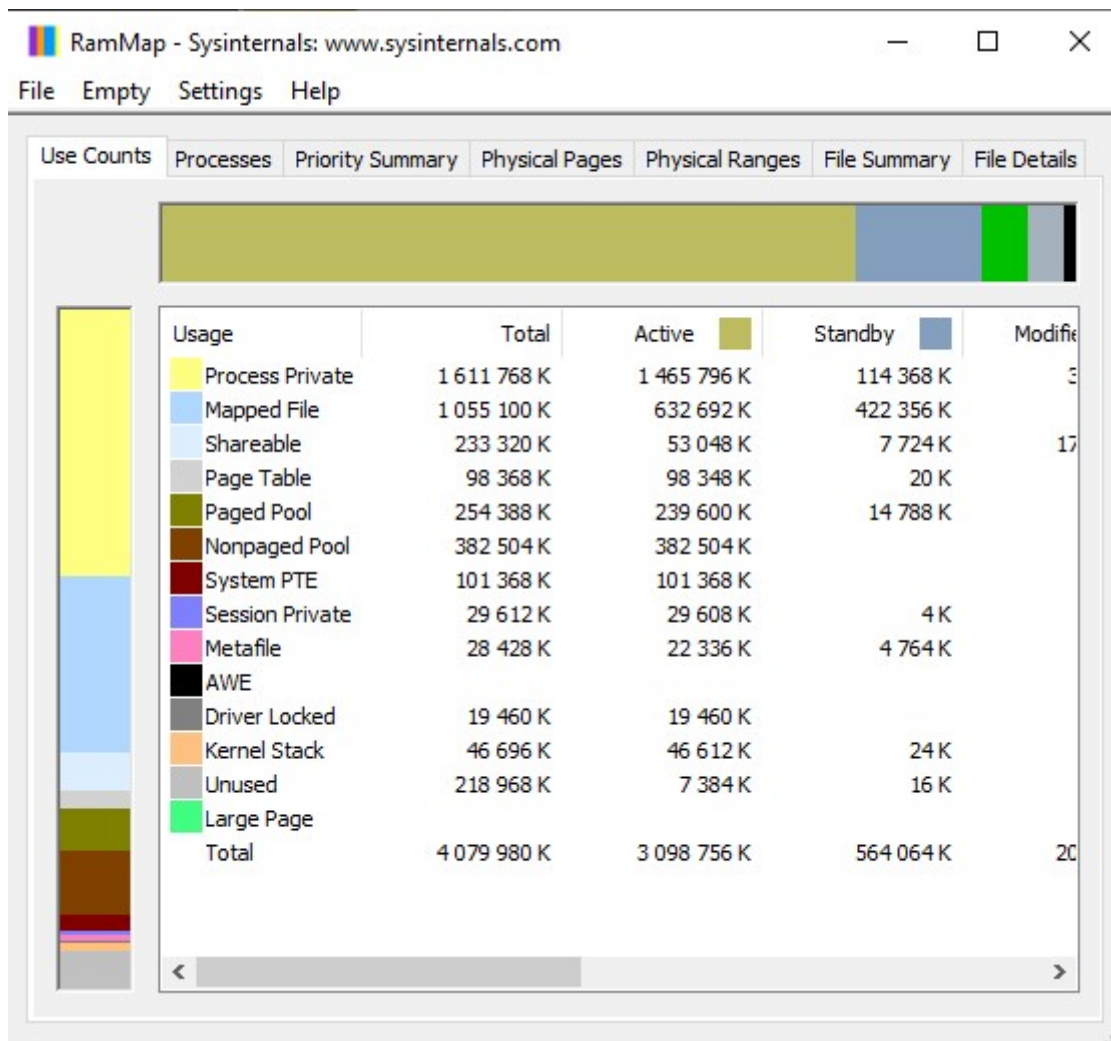 RamMap - Sysinternals: www.sysinternals.com
File Empty Settings Help
Use Counts Processes Priority Summary Physical Pages Physical Ranges File Summary File Details
Usage Total Active Standby Modifie
Process Private 1 611 768 K 1 465 796 K 114 368 K 3
Mapped File 1 055 100 K 632 692 K 422 356 K
Shareable 233 320 K 53 048 K 7 724 K 17
Page Table 98 368 K 98 348 K 20 K
Paged Pool 254 388 K 239 600 K 14 788 K
Nonpaged Pool 382 504 K 382 504 K
System PTE 101 368 K 101 368 K
Session Private 29 612 K 29 608 K 4 K
Metafile 28 428 K 22 336 K 4 764 K
AWE
Driver Locked 19 460 K 19 460 K
Kernel Stack 46 696 K 46 612 K 24 K
Unused 218 968 K 7 384 K 16 K
Large Page
Total 4 079 980 K 3 098 756 K 564 064 K 20